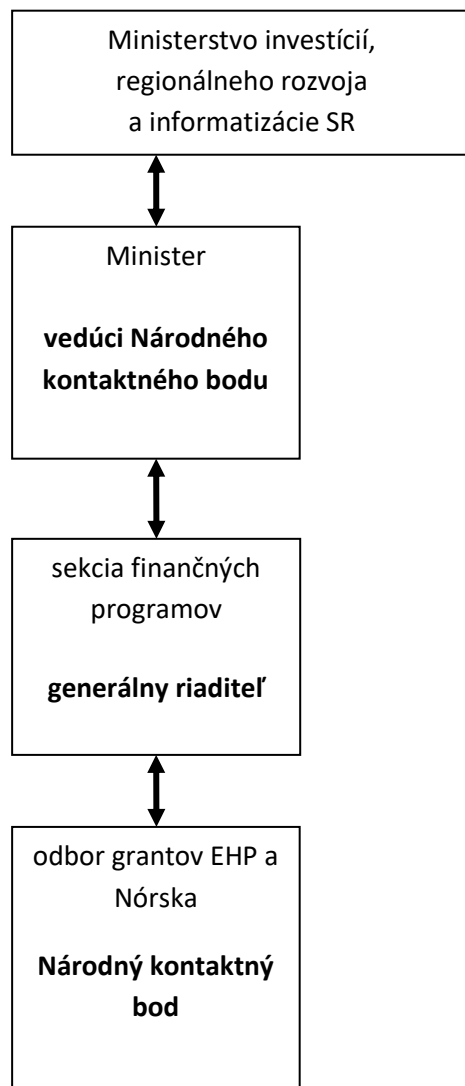 Ministerstvo investícií,
regionálneho rozvoja
a informatizácie SR
Minister
vedúci Národného
kontaktného bodu
sekcia finančných
programov
generálny riaditeľ
odbor grantov EHP a
Nórska
Národný kontaktný
bod